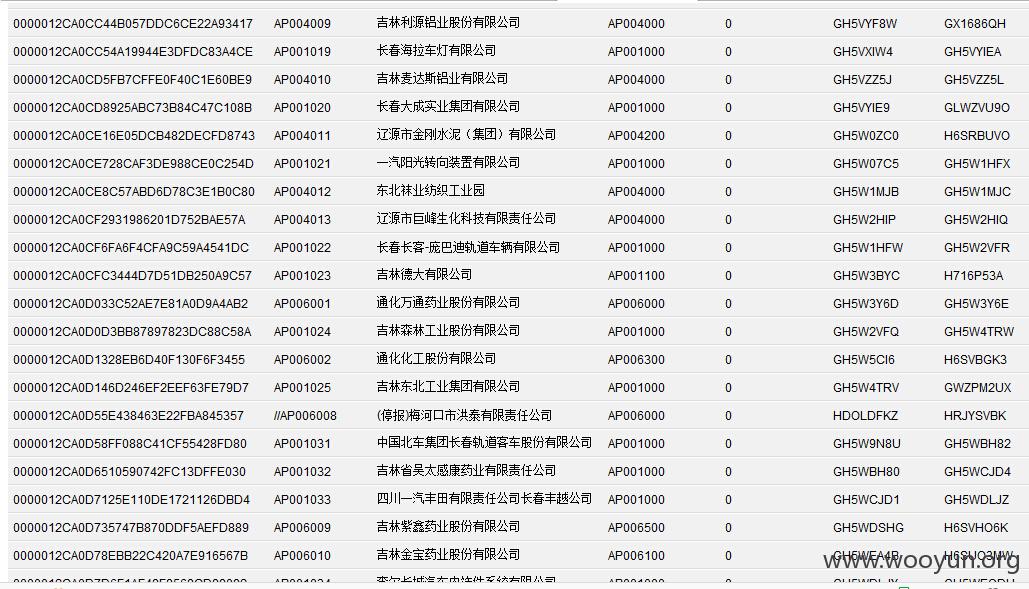 0000012CA0CC44B057DDC6CE22A93417 AP004009 吉林利源铝业股份有限公司 AP004000 0 GH5VYF8W GX1686QH
0000012CA0CC54A19944E3DFDC83A4CE AP001019 长春海拉车灯有限公司 AP001000 0 GH5VXIW4 GH5VYIEA
0000012CA0CD5FB7CFFE0F40C1E60BE9 AP004010 吉林麦达斯铝业有限公司 AP004000 0 GH5VZZ5J GH5VZZ5L
0000012CA0CD8925ABC73B84C47C108B AP001020 长春大成实业集团有限公司 AP001000 0 GH5VYIE9 GLWZVU9O
0000012CA0CE16E05DCB482DECFD8743 AP004011 辽源市金刚水泥（集团）有限公司 AP004200 0 GH5W0ZC0 H6SRBUVO
0000012CA0CE728CAF3DE988CE0C254D AP001021 一汽阳光转向装置有限公司 AP001000 0 GH5W07C5 GH5W1HFX
0000012CA0CE8C57ABD6D78C3E1B0C80 AP004012 东北袜业纺织工业园 AP004000 0 GH5W1MJB GH5W1MJC
0000012CA0CF2931986201D752BAE57A AP004013 辽源市巨峰生化科技有限责任公司 AP004000 0 GH5W2HIP GH5W2HIQ
0000012CA0CF6FA6F4CFA9C59A4541DC AP001022 长春长客-庞巴迪轨道车辆有限公司 AP001000 0 GH5W1HFW GH5W2VFR
0000012CA0CFC3444D7D51DB250A9C57 AP001023 吉林德大有限公司 AP001100 0 GH5W3BYC H716P53A
0000012CA0D033C52AE7E81A0D9A4AB2 AP006001 通化万通药业股份有限公司 AP006000 0 GH5W3Y6D GH5W3Y6E
0000012CA0D0D3BB87897823DC88C58A AP001024 吉林森林工业股份有限公司 AP001000 0 GH5W2VFQ GH5W4TRW
0000012CA0D1328EB6D40F130F6F3455 AP006002 通化化工股份有限公司 AP006300 0 GH5W5CI6 H6SVBGK3
0000012CA0D146D246EF2EEF63FE79D7 AP001025 吉林东北工业集团有限公司 AP001000 0 GH5W4TRV GWZPM2UX
0000012CA0D55E438463E22FBA845357 //AP006008 (停报)梅河口市洪泰有限责任公司 AP006000 0 HDOLDFKZ HRJYSVBK
0000012CA0D58FF088C41CF55428FD80 AP001031 中国北车集团长春轨道客车股份有限公司 AP001000 0 GH5W9N8U GH5WBH82
0000012CA0D6510590742FC13DFFE030 AP001032 吉林省吴太感康药业有限责任公司 AP001000 0 GH5WBH80 GH5WCJD4
0000012CA0D7125E110DE1721126DBD4 AP001033 四川一汽丰田有限责任公司长春丰越公司 AP001000 0 GH5WCJD1 GH5WDLJZ
0000012CA0D735747B870DDF5AEFD889 AP006009 吉林紫鑫药业股份有限公司 AP006500 0 GH5WDSHG H6SVHO6K
0000012CA0D78EBB22C420A7E916567B AP006010 吉林金宝药业股份有限公司 AP006100 0 GH5WEA4B H6SUO3MW
www.wooyun.org